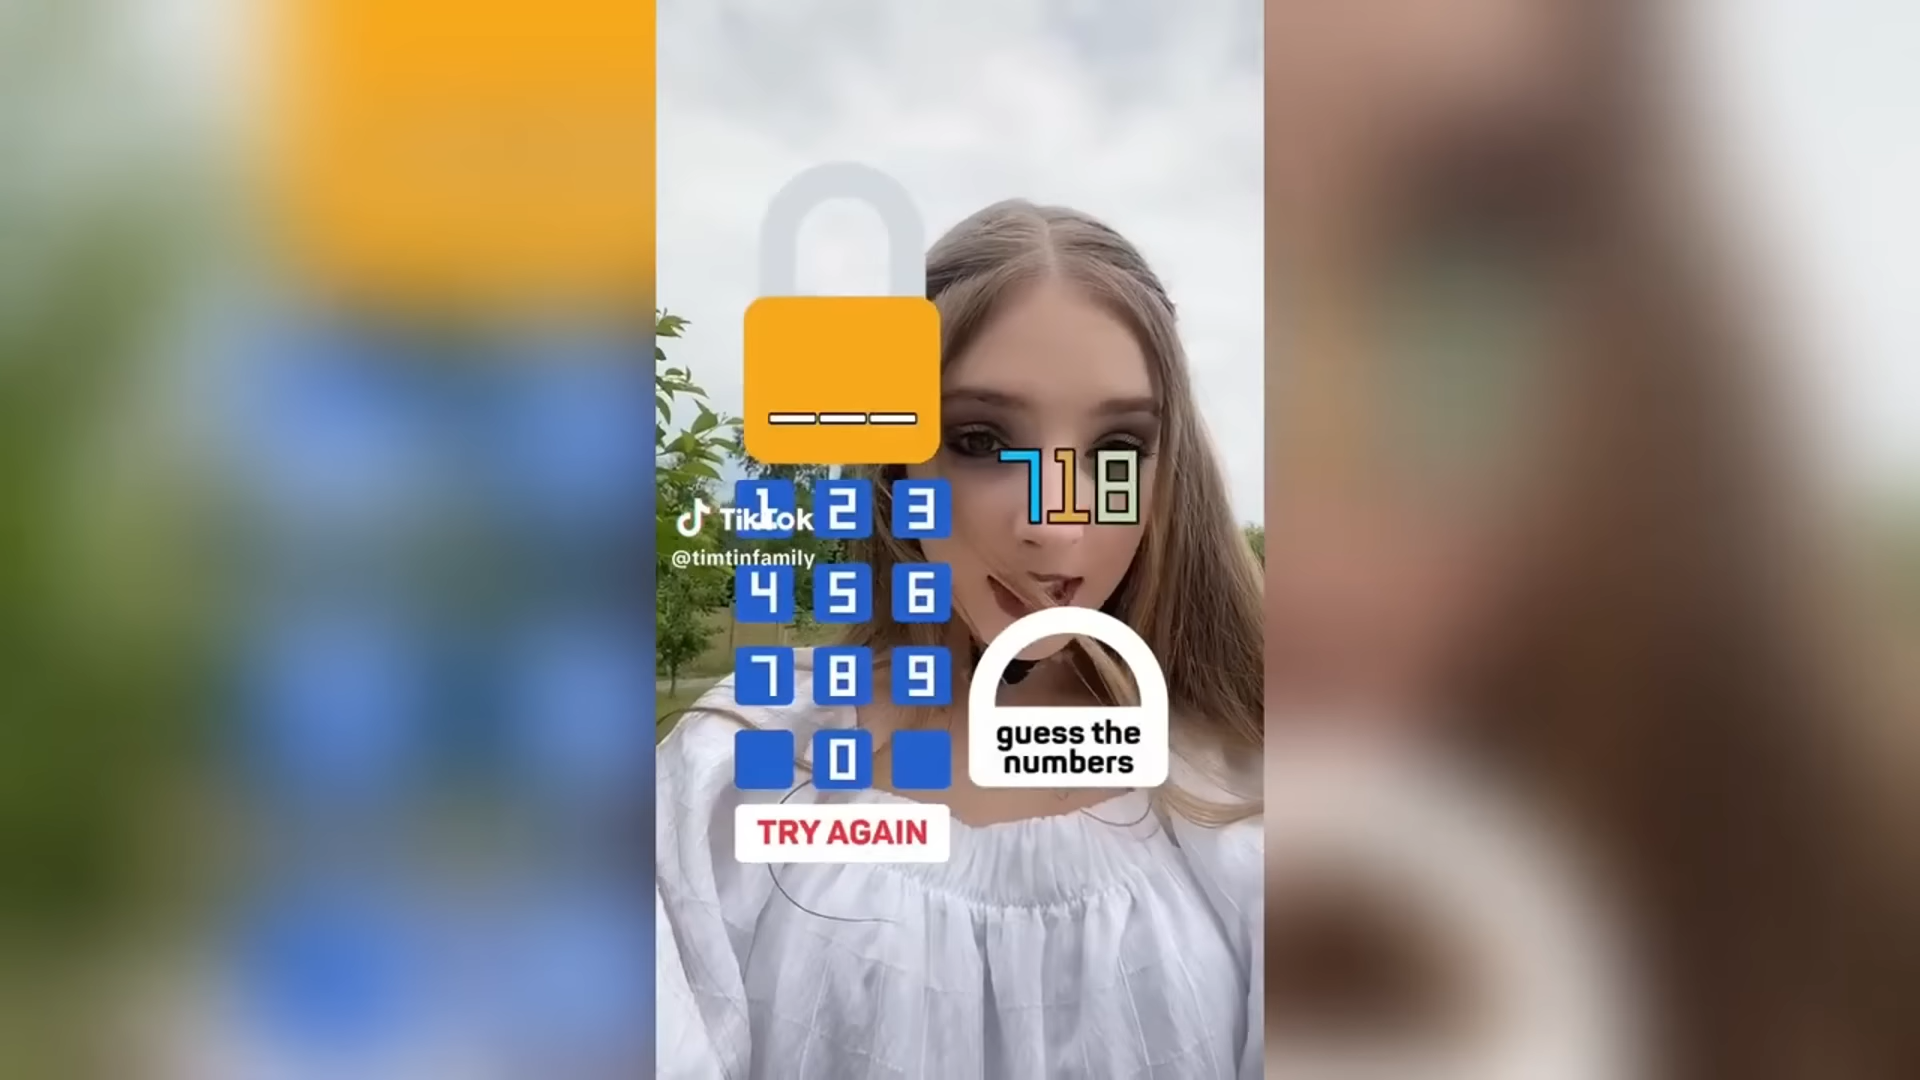 718
1 2 3
TikTok
@timtinfamily
4 5 6
7 8 9
0
guess the
numbers
TRY AGAIN